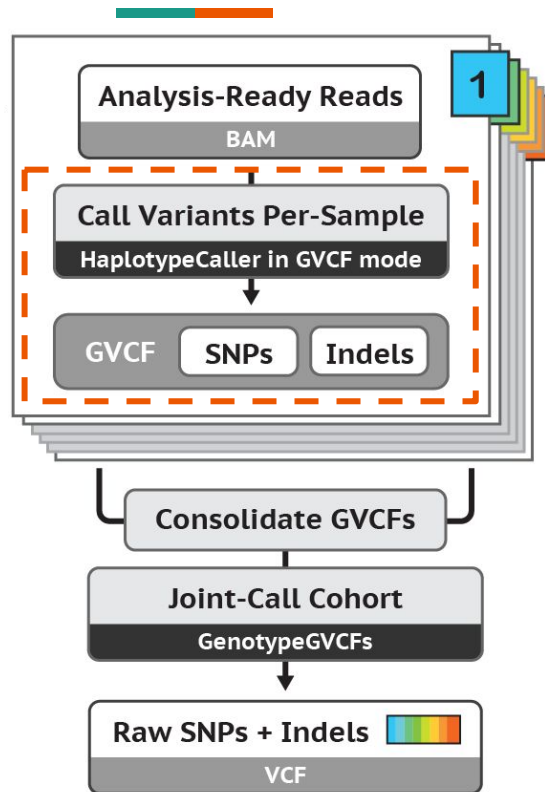 1
Analysis-Ready Reads
BAM
Call Variants Per-Sample
HaplotypeCaller in GVCF mode
GVCF SNPs Indels
Consolidate GVCFs
Joint-Call Cohort
GenotypeGVCFs
Raw SNPs + Indels
VCF